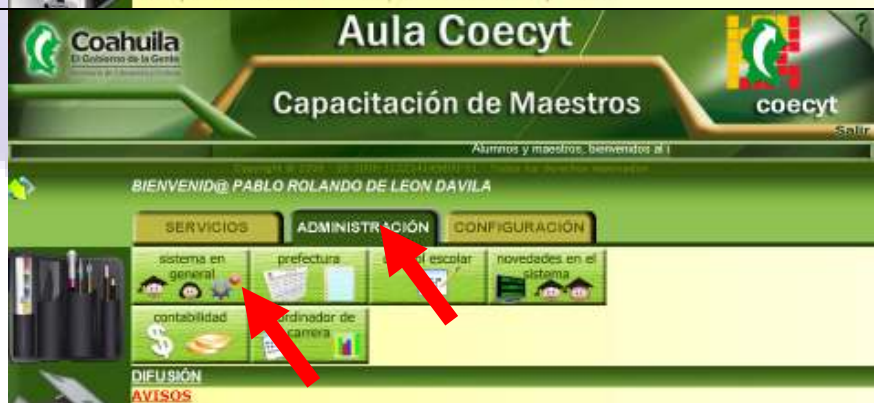 Aula Coecyt
?
Coahuila
El Gobierno de la Gente
Capacitación de Maestros
coecyt
Salir
Alumnos y maestros, bienvenidos al
BIENVENID@ PABLO ROLANDO DE LEON DAVILA
SERVICIOS ADMINISTRACIÓN CONFIGURACIÓN
sistema en general
prefectura
escolar
novedades en el sistema
contabilidad
de carrera
DIFUSIÓN
AVISOS